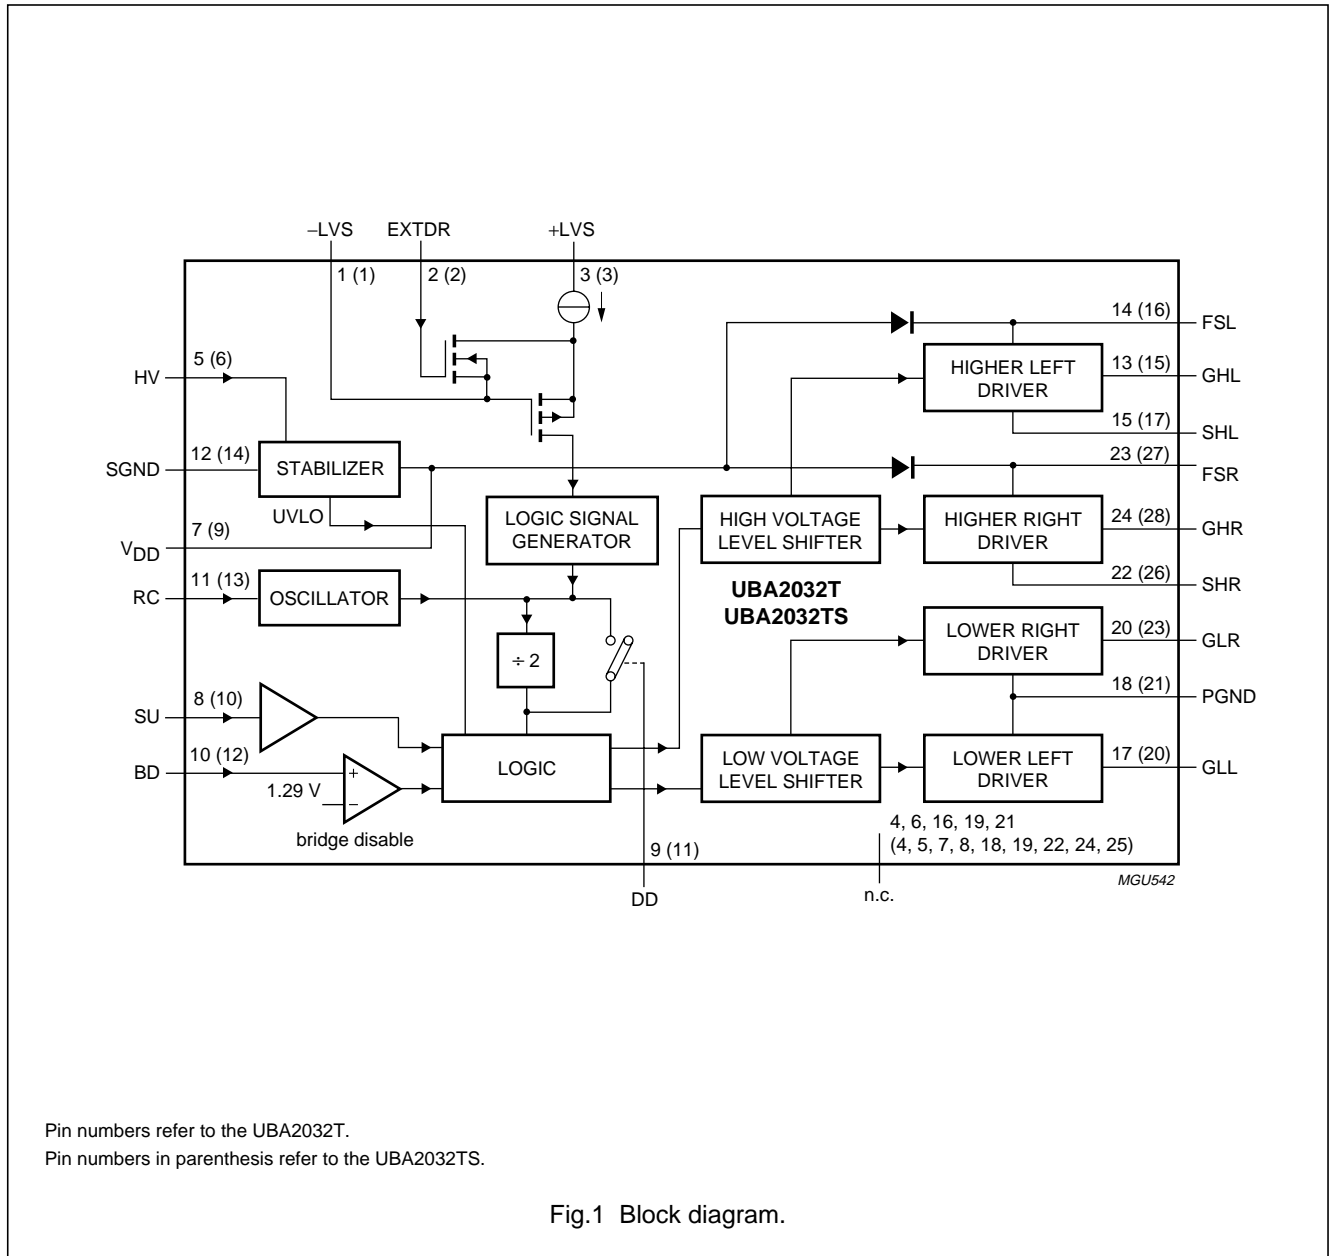 −LVS EXTDR +LVS
1 (1) 2 (2) 3 (3)
14 (16)
FSL
5 (6)
HV
HIGHER LEFT
DRIVER
13 (15)
GHL
15 (17)
SHL
12 (14)
SGND
STABILIZER
23 (27)
FSR
UVLO
LOGIC SIGNAL
GENERATOR
HIGH VOLTAGE
LEVEL SHIFTER
HIGHER RIGHT
DRIVER
24 (28)
GHR
7 (9)
VDD
11 (13)
RC
OSCILLATOR
22 (26)
SHR
UBA2032T
UBA2032TS
LOWER RIGHT
DRIVER
20 (23)
GLR
÷ 2
18 (21)
PGND
8 (10)
SU
10 (12)
BD
+
1.29 V
−
bridge disable
LOGIC
LOW VOLTAGE
LEVEL SHIFTER
LOWER LEFT
DRIVER
17 (20)
GLL
4, 6, 16, 19, 21
(4, 5, 7, 8, 18, 19, 22, 24, 25)
9 (11)
DD
n.c.
MGU542
Pin numbers refer to the UBA2032T.
Pin numbers in parenthesis refer to the UBA2032TS.
Fig.1 Block diagram.